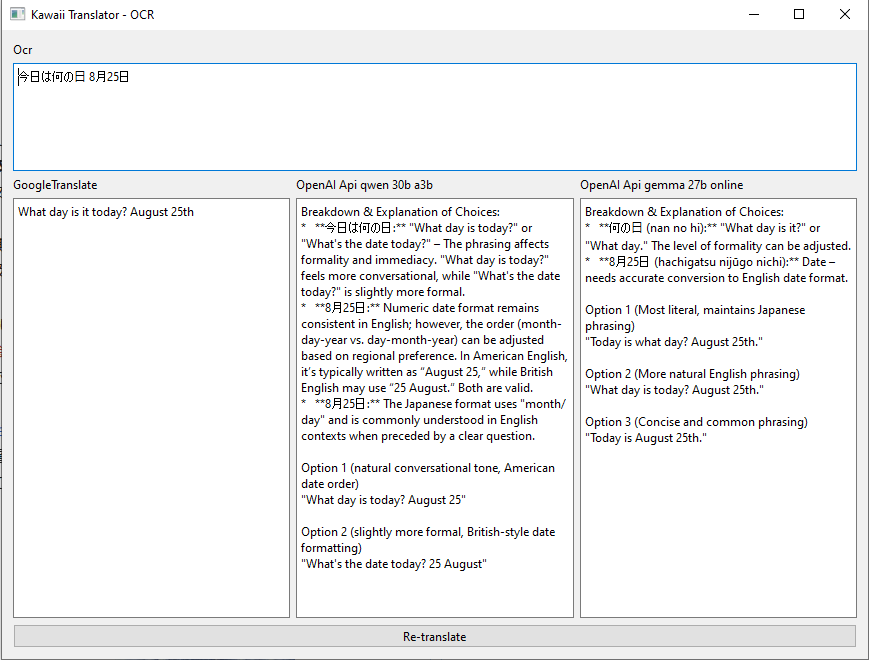 Kawaii Translator - OCR
Ocr
今日は何の日 8月25日
GoogleTranslate
What day is it today? August 25th
OpenAI Api qwen 30b a3b
Breakdown & Explanation of Choices:
*   **今日は何の日:** "What day is today?" or
"What's the date today?" – The phrasing affects
formality and immediacy. "What day is today?"
feels more conversational, while "What's the date
today?" is slightly more formal.
*   **8月25日:** Numeric date format remains
consistent in English; however, the order (month-
day-year vs. day-month-year) can be adjusted
based on regional preference. In American English,
it's typically written as "August 25," while British
English may use "25 August." Both are valid.
*   **8月25日:** The Japanese format uses "month/
day" and is commonly understood in English
contexts when preceded by a clear question.
Option 1 (natural conversational tone, American
date order)
"What day is today? August 25"
Option 2 (slightly more formal, British-style date
formatting)
"What's the date today? 25 August"
OpenAI Api gemma 27b online
Breakdown & Explanation of Choices:
*   **何の日 (nan no hi):** "What day is it?" or
"What day." The level of formality can be adjusted.
*   **8月25日 (hachigatsu nijūgo nichi):** Date –
needs accurate conversion to English date format.
Option 1 (Most literal, maintains Japanese
phrasing)
"Today is what day? August 25th."
Option 2 (More natural English phrasing)
"What day is today? August 25th."
Option 3 (Concise and common phrasing)
"Today is August 25th."
Re-translate